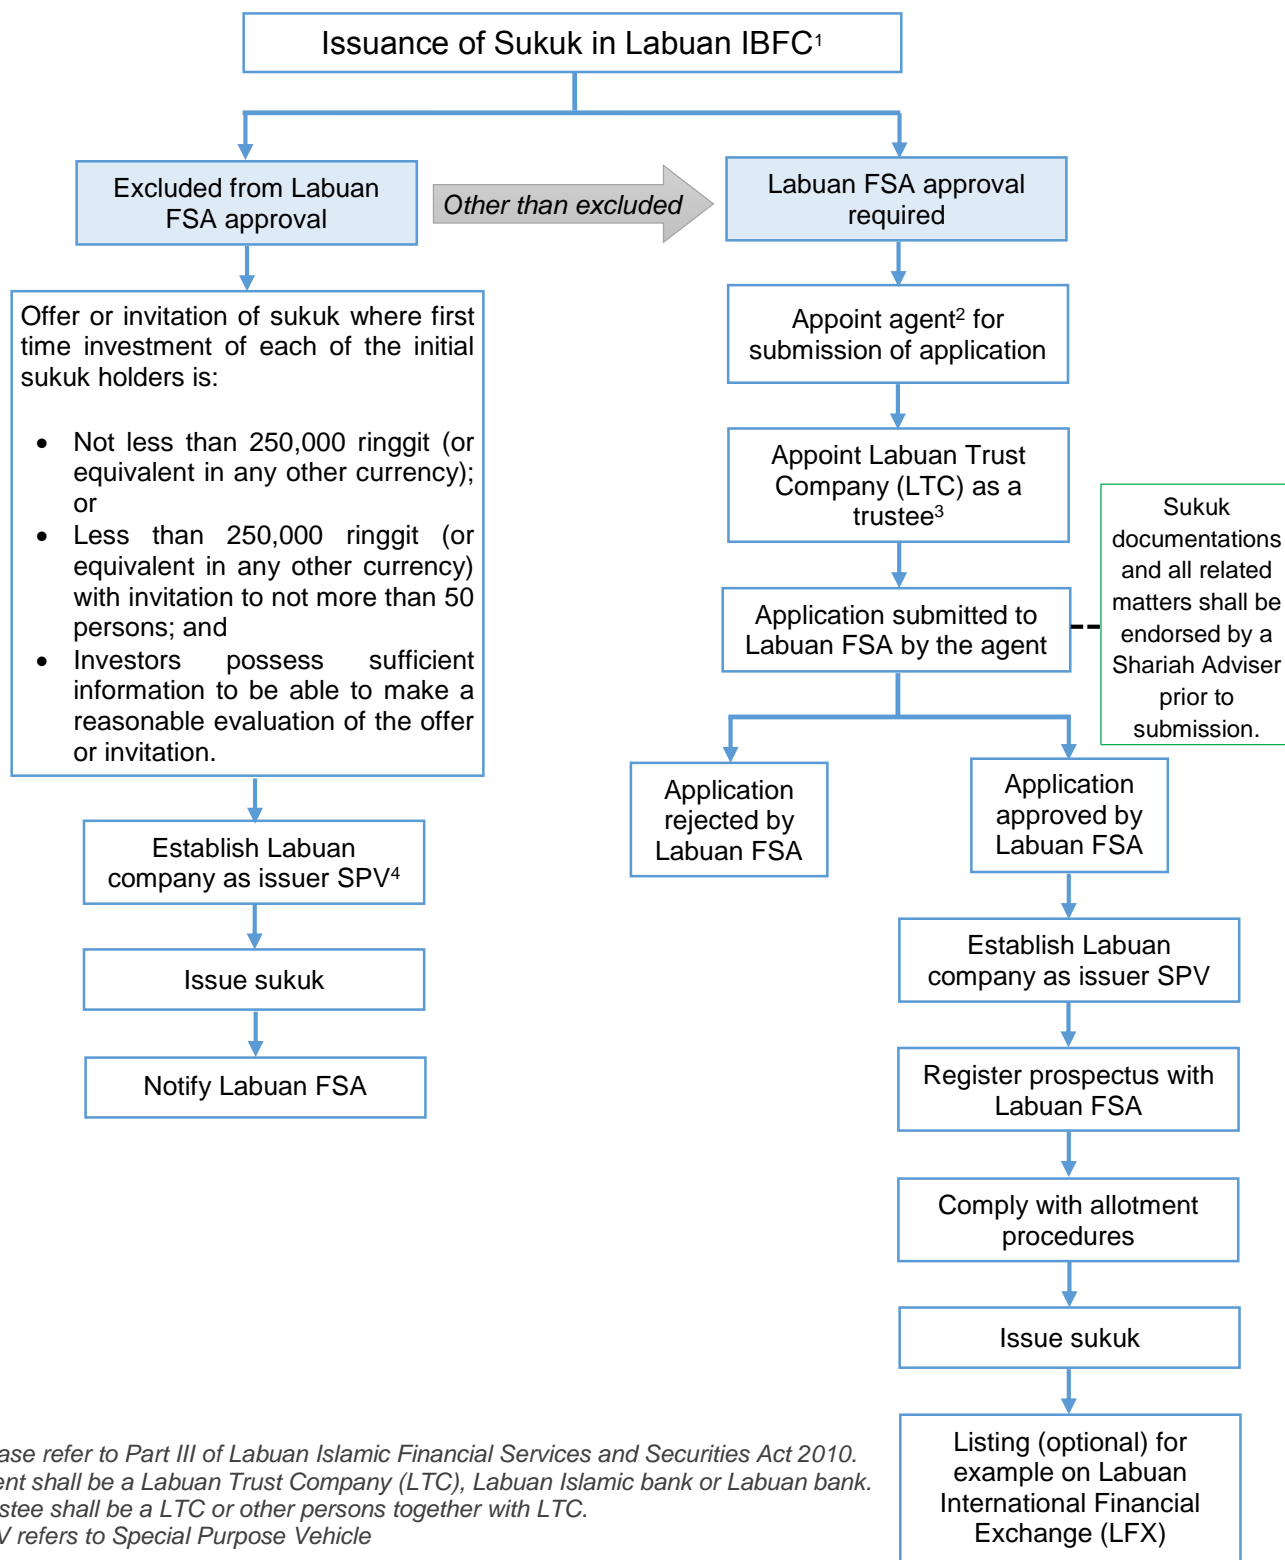 Issuance of Sukuk in Labuan IBFC¹
Excluded from Labuan
FSA approval
Other than excluded
Labuan FSA approval
required
Offer or invitation of sukuk where first
time investment of each of the initial
sukuk holders is:
• Not less than 250,000 ringgit (or
equivalent in any other currency);
or
• Less than 250,000 ringgit (or
equivalent in any other currency)
with invitation to not more than 50
persons; and
• Investors possess sufficient
information to be able to make a
reasonable evaluation of the offer
or invitation.
Establish Labuan
company as issuer SPV⁴
Issue sukuk
Notify Labuan FSA
Appoint agent² for
submission of application
Appoint Labuan Trust
Company (LTC) as a
trustee³
Application submitted to
Labuan FSA by the agent
Sukuk
documentations
and all related
matters shall be
endorsed by a
Shariah Adviser
prior to
submission.
Application
rejected by
Labuan FSA
Application
approved by
Labuan FSA
Establish Labuan
company as issuer SPV
Register prospectus with
Labuan FSA
Comply with allotment
procedures
Issue sukuk
Listing (optional) for
example on Labuan
International Financial
Exchange (LFX)
refer to Part III of Labuan Islamic Financial Services and Securities Act 2010.
shall be a Labuan Trust Company (LTC), Labuan Islamic bank or Labuan bank.
shall be a LTC or other persons together with LTC.
refers to Special Purpose Vehicle